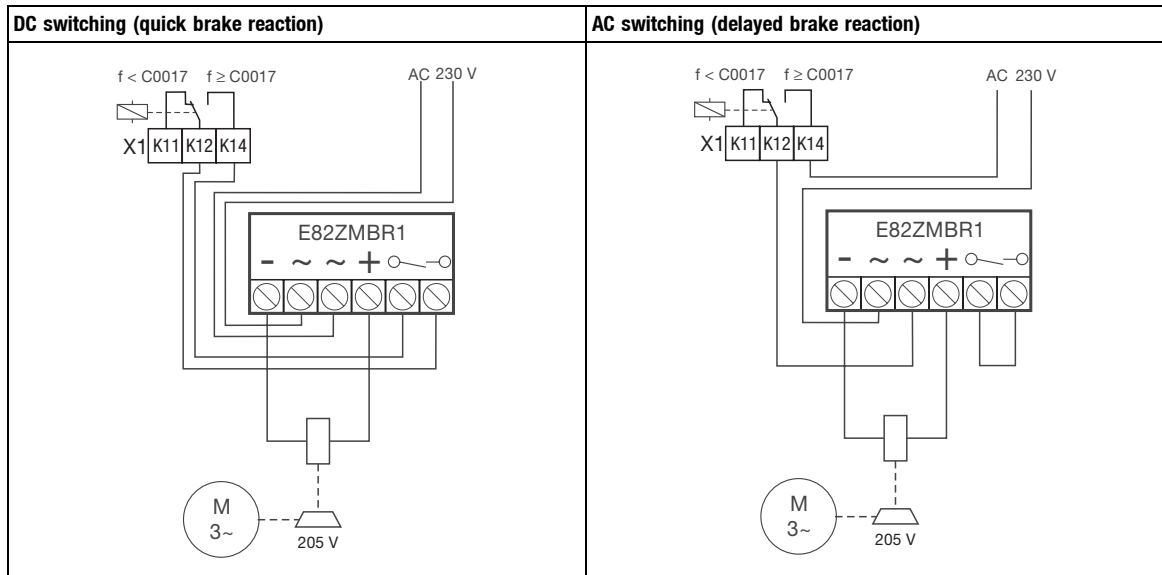 DC switching (quick brake reaction)
f < C0017 f ≥ C0017
AC 230 V
X1 K11 K12 K14
E82ZMBR1
- ~ ~ +
M
3~
205 V
AC switching (delayed brake reaction)
f < C0017 f ≥ C0017
AC 230 V
X1 K11 K12 K14
E82ZMBR1
- ~ ~ +
M
3~
205 V